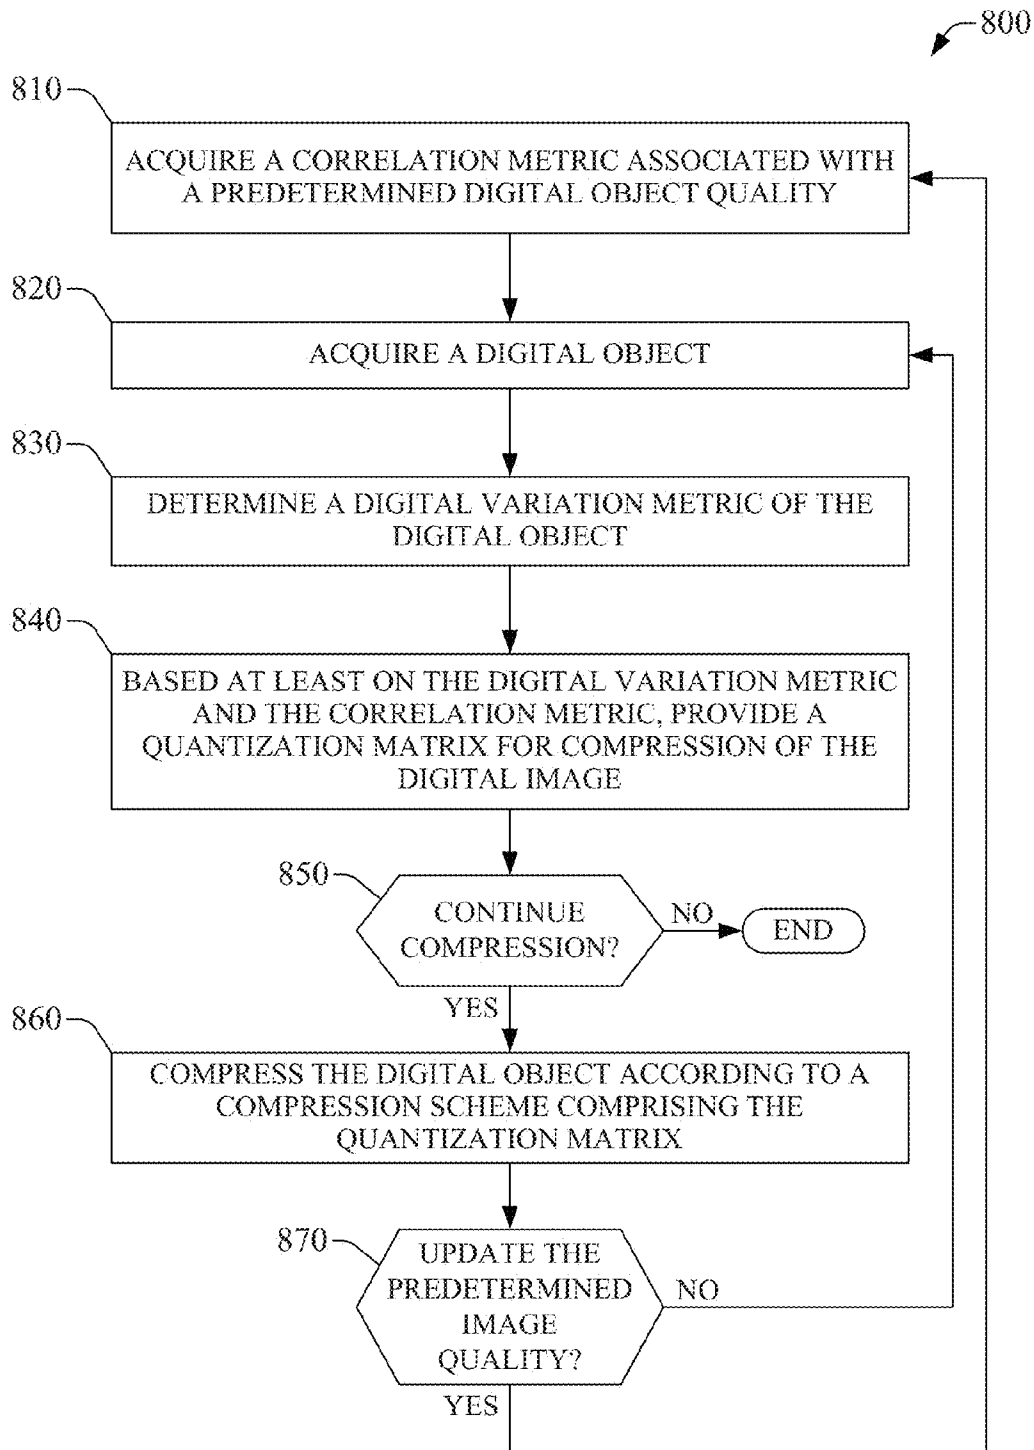 800
810
ACQUIRE A CORRELATION METRIC ASSOCIATED WITH
A PREDETERMINED DIGITAL OBJECT QUALITY
820
ACQUIRE A DIGITAL OBJECT
830
DETERMINE A DIGITAL VARIATION METRIC OF THE
DIGITAL OBJECT
840
BASED AT LEAST ON THE DIGITAL VARIATION METRIC
AND THE CORRELATION METRIC, PROVIDE A
QUANTIZATION MATRIX FOR COMPRESSION OF THE
DIGITAL IMAGE
850
CONTINUE
COMPRESSION?
NO
END
YES
860
COMPRESS THE DIGITAL OBJECT ACCORDING TO A
COMPRESSION SCHEME COMPRISING THE
QUANTIZATION MATRIX
870
UPDATE THE
PREDETERMINED
IMAGE
QUALITY?
NO
YES